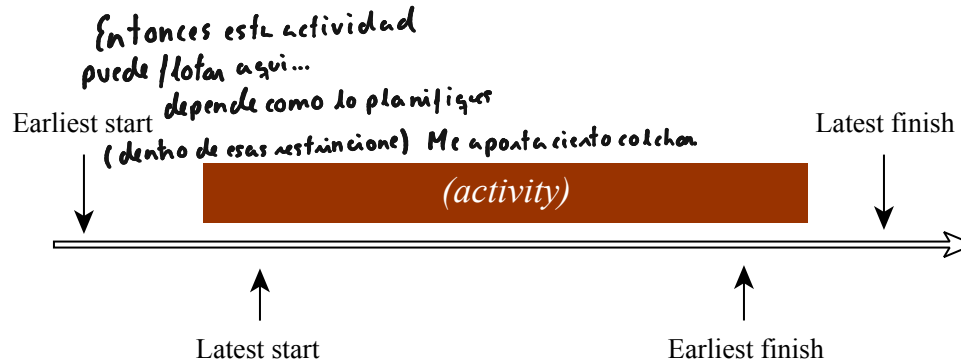 Entonces esta actividad
puede flotar aqui...
depende como lo planifiques
Earliest start
Latest finish
(dentro de esas restrincione) Me aporta cierto colchon
(activity)
Latest start
Earliest finish